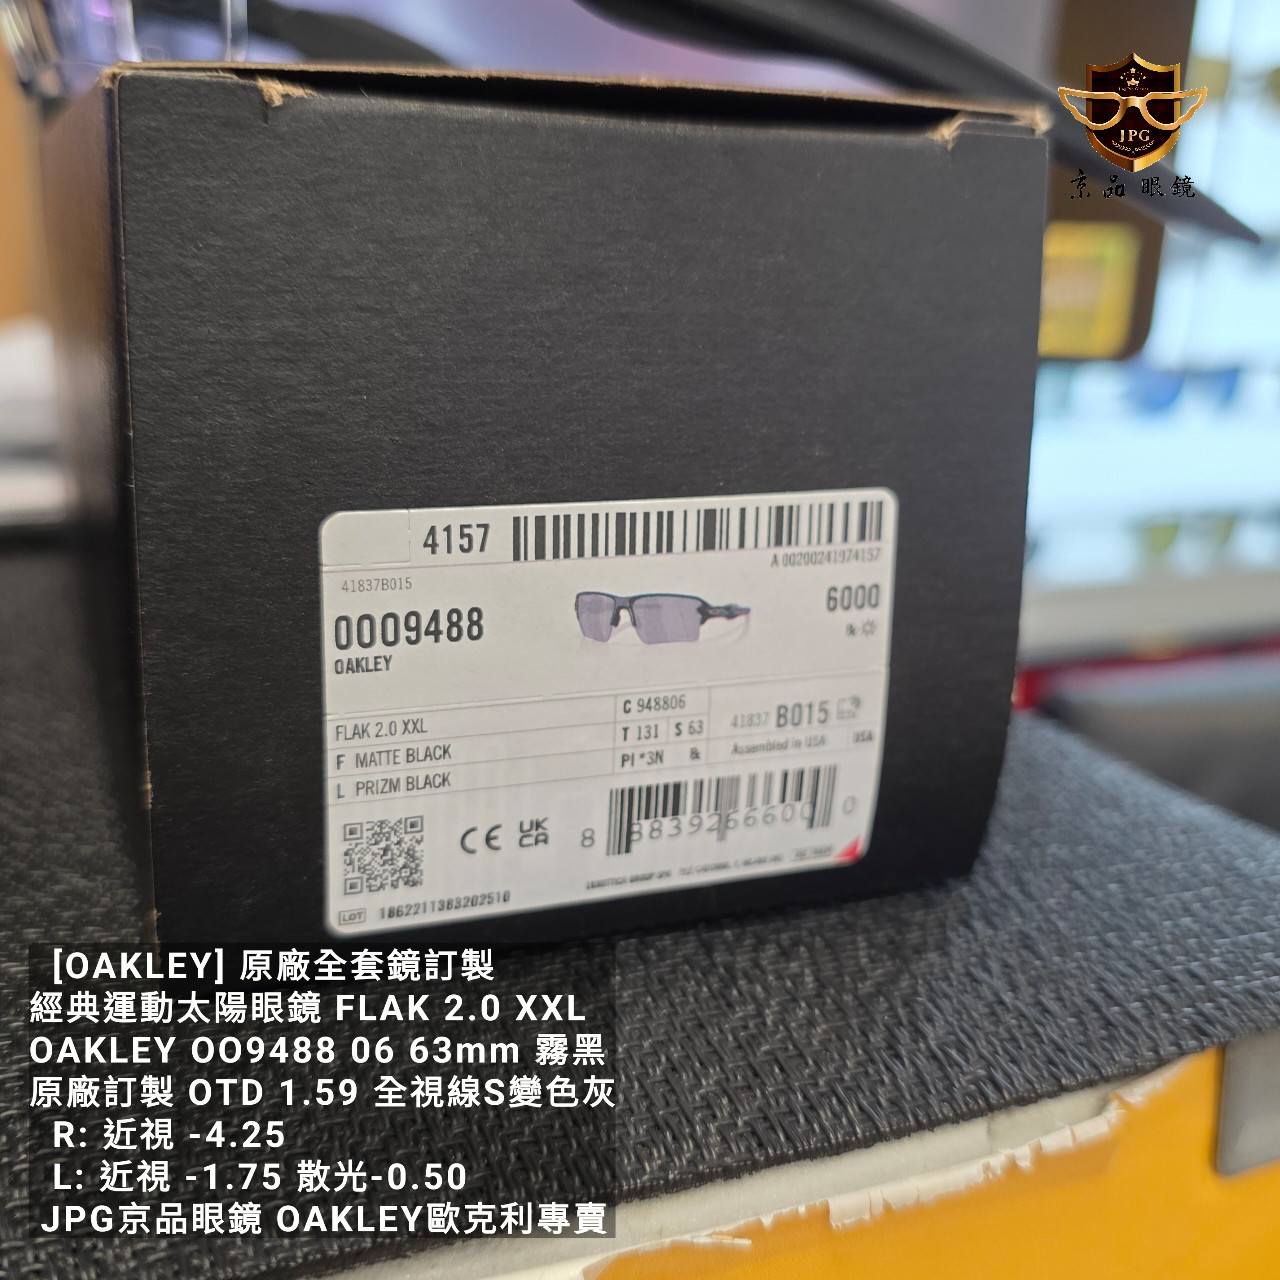 JPG
京品眼鏡
4157
A 00200241974157
41837B015
0009488
6000
OAKLEY
FLAK 2.0 XXL
C 948806
T 131 S 63
41837 B015
F MATTE BLACK
PI *3N &
Assembled in USA
USA
L PRIZM BLACK
CE UK CA
8 88392666000 0
LOT 1862211383202510
[OAKLEY] 原廠全套鏡訂製
經典運動太陽眼鏡 FLAK 2.0 XXL
OAKLEY OO9488 06 63mm 霧黑
原廠訂製 OTD 1.59 全視線S變色灰
R: 近視 -4.25
L: 近視 -1.75 散光-0.50
JPG京品眼鏡 OAKLEY歐克利專賣